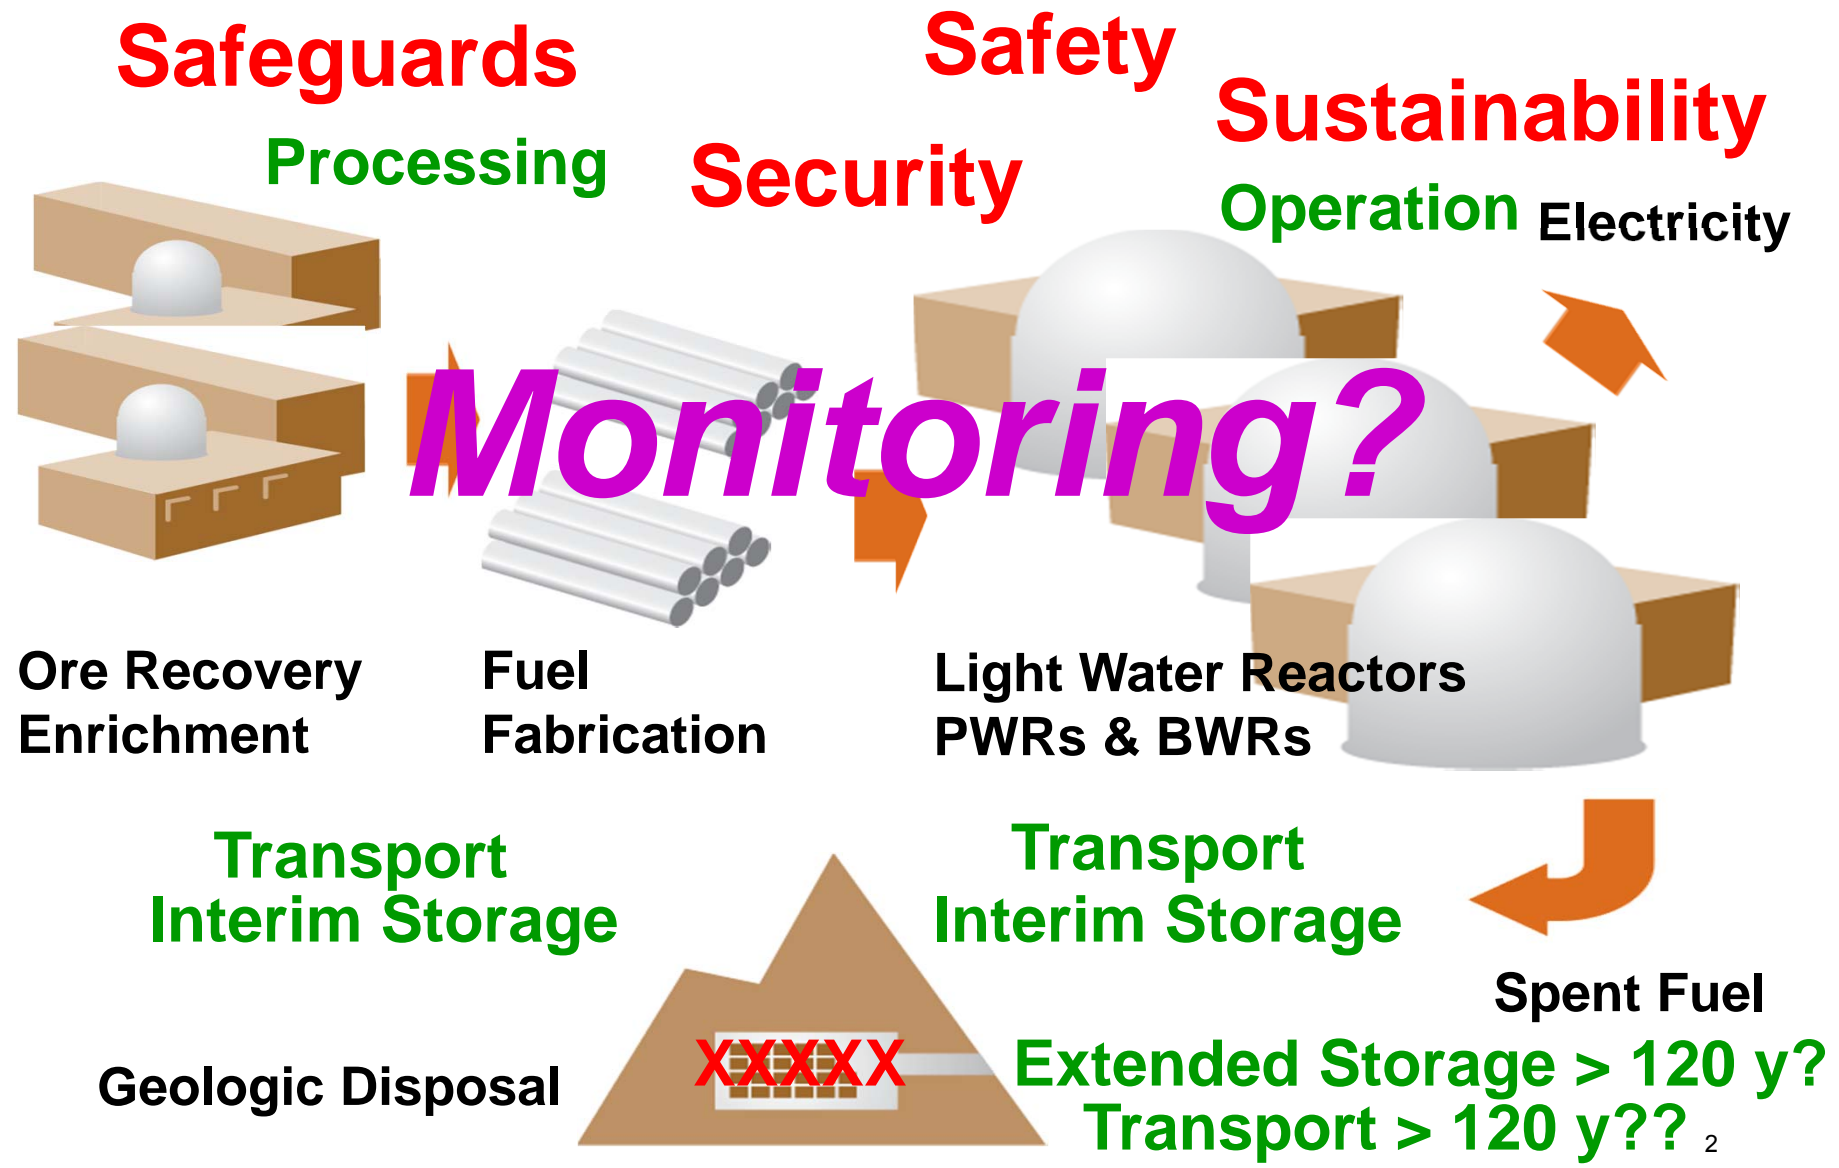 Safeguards
Safety
Sustainability
Processing
Security
Operation
Electricity
Monitoring?
Ore Recovery
Enrichment
Fuel
Fabrication
Light Water Reactors
PWRs & BWRs
Transport
Interim Storage
Transport
Interim Storage
Spent Fuel
Geologic Disposal
XXXXX
Extended Storage > 120 y?
Transport > 120 y??
2